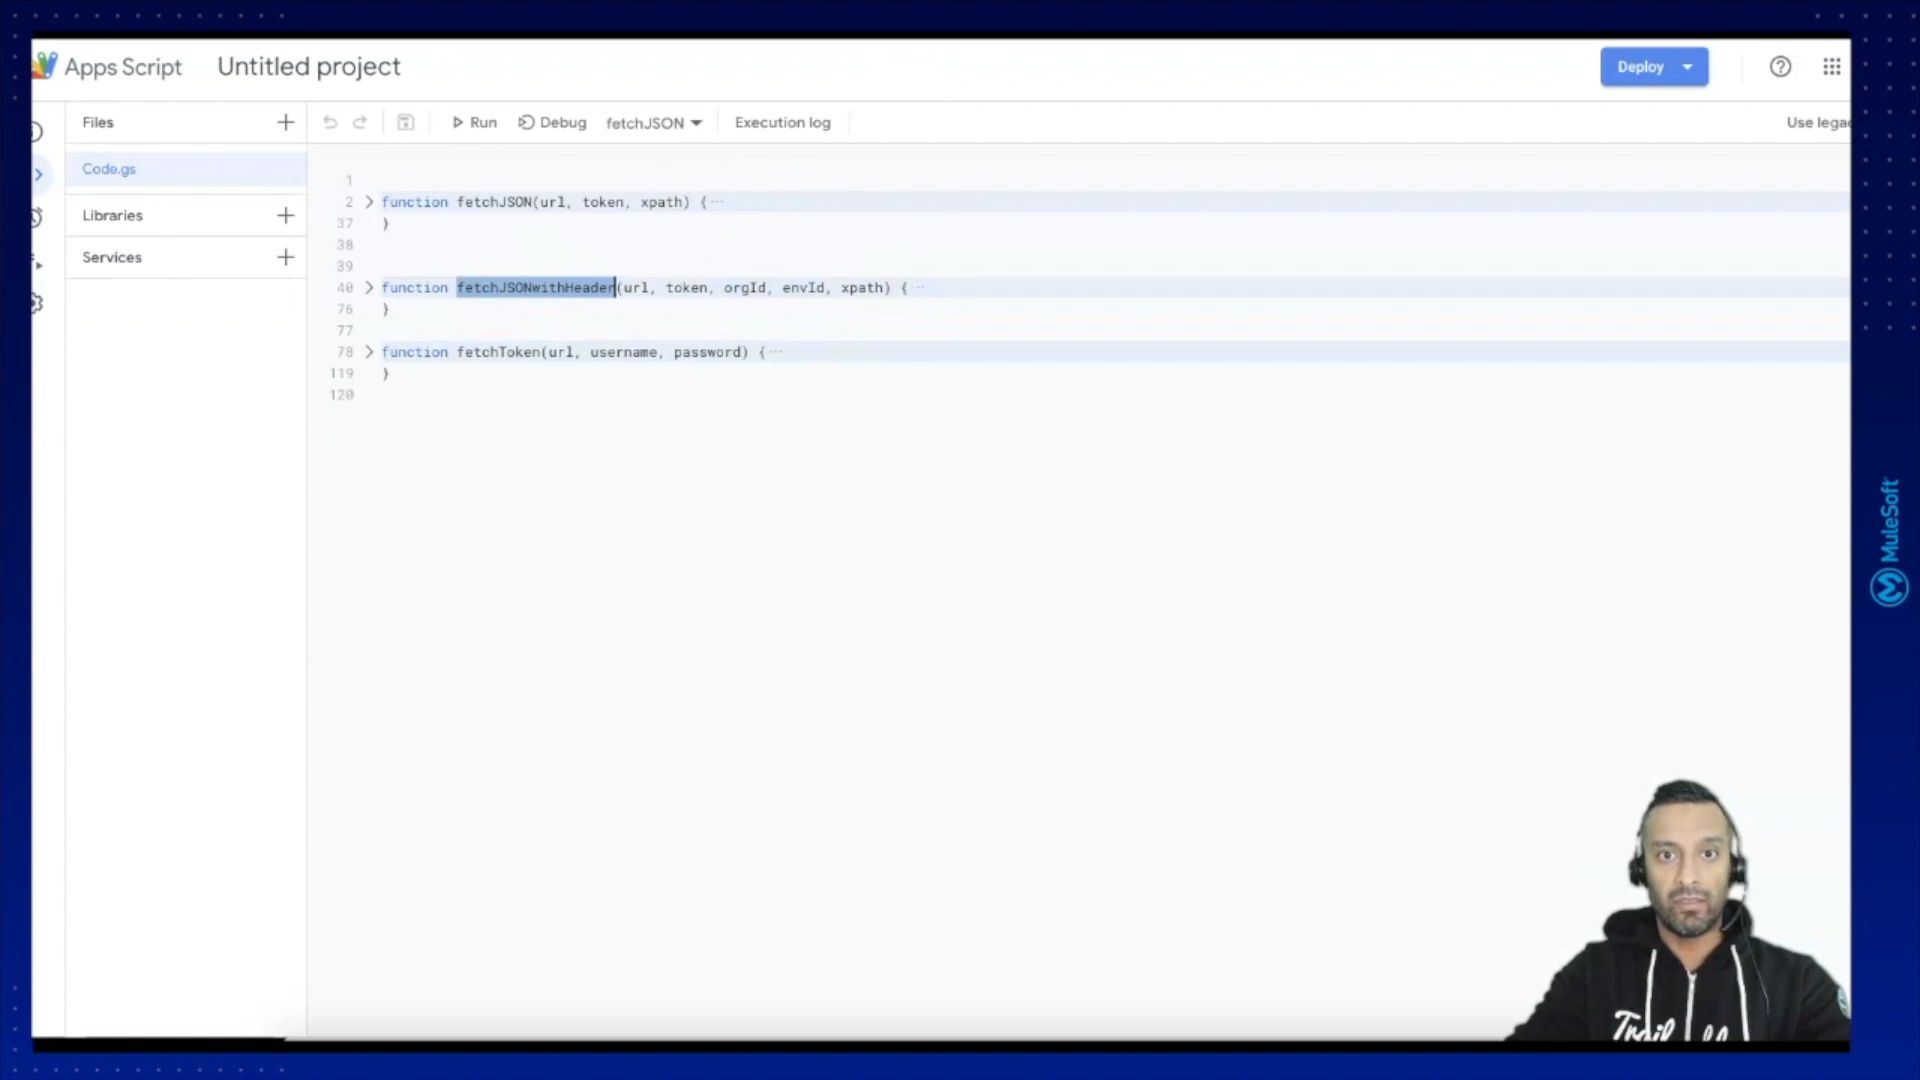 Apps Script Untitled project Deploy
Files Run Debug fetchJSON Execution log Use legac
Code.gs
Libraries
Services
1
2 function fetchJSON(url, token, xpath) {···
37 }
38
39
40 function fetchJSONwithHeader(url, token, orgId, envId, xpath) {···
76 }
77
78 function fetchToken(url, username, password) {···
119 }
120
MuleSoft